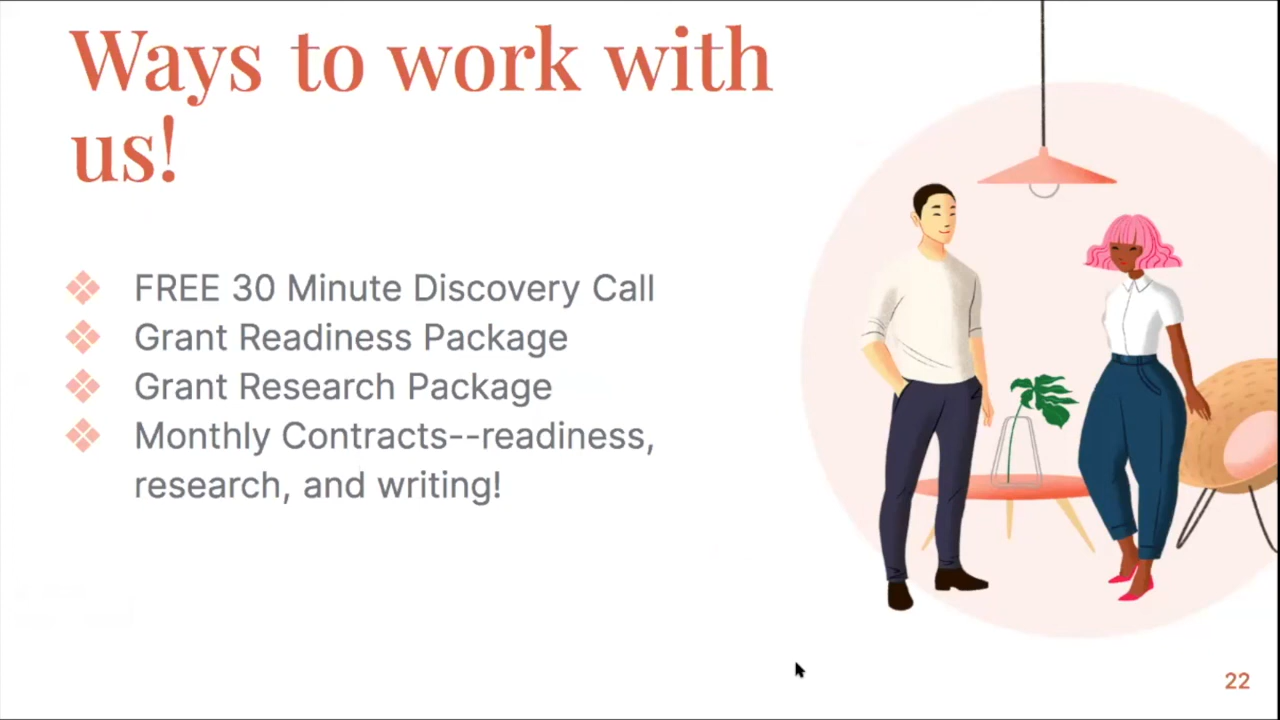 Ways to work with
us!
FREE 30 Minute Discovery Call
Grant Readiness Package
Grant Research Package
Monthly Contracts--readiness,
research, and writing!
22